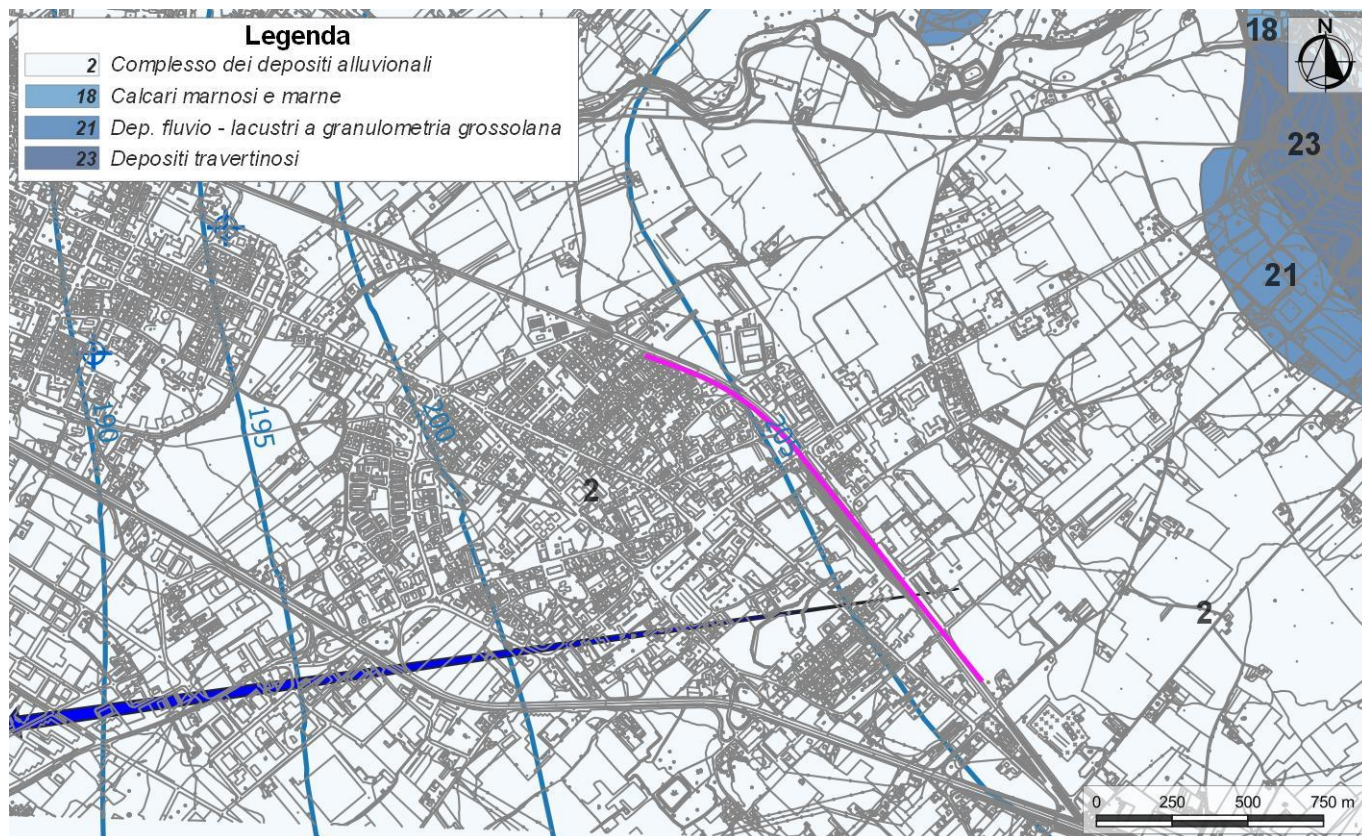 Legenda
2 Complesso dei depositi alluvionali
18 Calcari marnosi e marne
21 Dep. fluvio - lacustri a granulometria grossolana
23 Depositi travertinosi
18
N
23
21
190
195
200
205
2
2
0 250 500 750 m